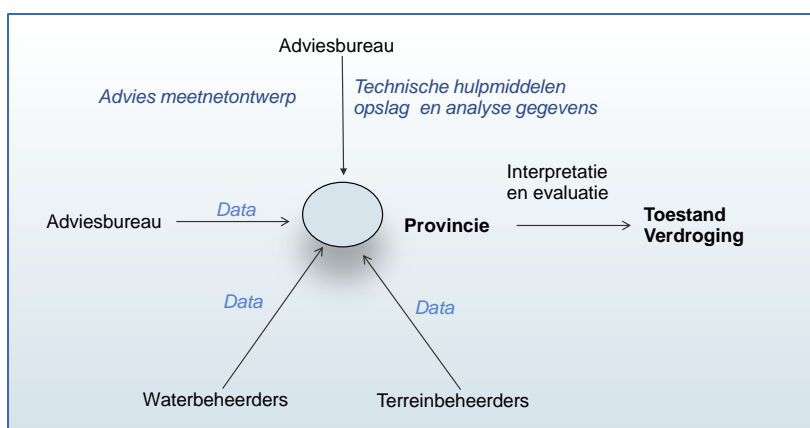 Adviesbureau
Advies meetnetontwerp
Technische hulpmiddelen
opslag en analyse gegevens
Interpretatie
en evaluatie
Adviesbureau
Data
Provincie
Toestand
Verdroging
Data
Data
Waterbeheerders
Terreinbeheerders